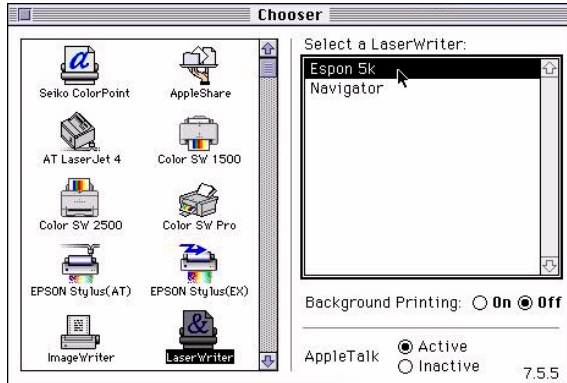 Chooser
Select a LaserWriter:
Seiko ColorPoint
AppleShare
Espon 5k
Navigator
AT LaserJet 4
Color SW 1500
Color SW 2500
Color SW Pro
EPSON Stylus(AT)
EPSON Stylus(EX)
Background Printing: On Off
ImageWriter
LaserWriter
AppleTalk
Active
Inactive
7.5.5